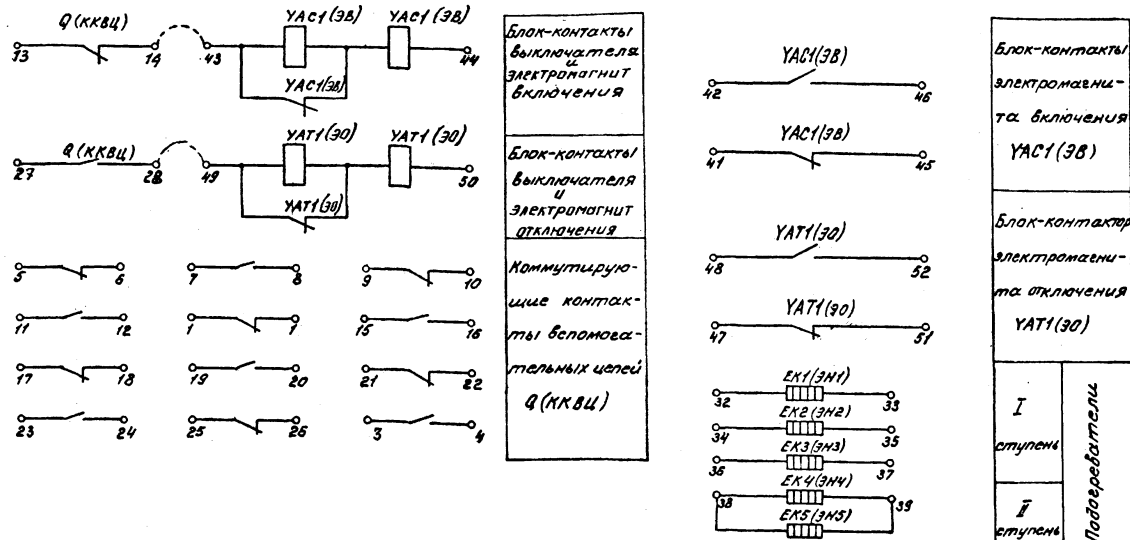 Q(ККВЦ) YAC1(ЭВ) YAC1(ЭВ)
13 14 43 44
YAC1(ЭВ)
Q(ККВЦ) YAT1(ЭО) YAT1(ЭО)
27 28 49 50
YAT1(ЭО)
5 6 7 8 9 10
11 12 1 1 15 16
17 18 19 20 21 22
23 24 25 26 3 4
Блок-контакты
выключателя
и
электромагнит
включения
Блок-контакты
выключателя
и
электромагнит
отключения
Коммутирую-
щие контак-
ты вспомога-
тельных цепей
Q(ККВЦ)
YAC1(ЭВ)
42 46
YAC1(ЭВ)
41 45
YAT1(ЭО)
48 52
YAT1(ЭО)
47 51
EK1(ЭН1)
32 33
EK2(ЭН2)
34 35
EK3(ЭН3)
36 37
EK4(ЭН4)
38 39
EK5(ЭН5)
Блок-контакты
электромагни-
та включения
YAC1(ЭВ)
Блок-контактор
электромагни-
та отключения
YAT1(ЭО)
I
ступень
II
ступень
Подогреватели